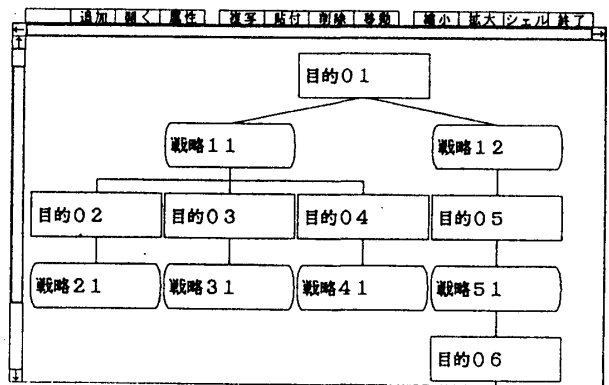 追加 開く 属性 複写 貼付 削除 移動 縮小 拡大 シェル 終了
目的01
戦略11 戦略12
目的02 目的03 目的04 目的05
戦略21 戦略31 戦略41 戦略51
目的06